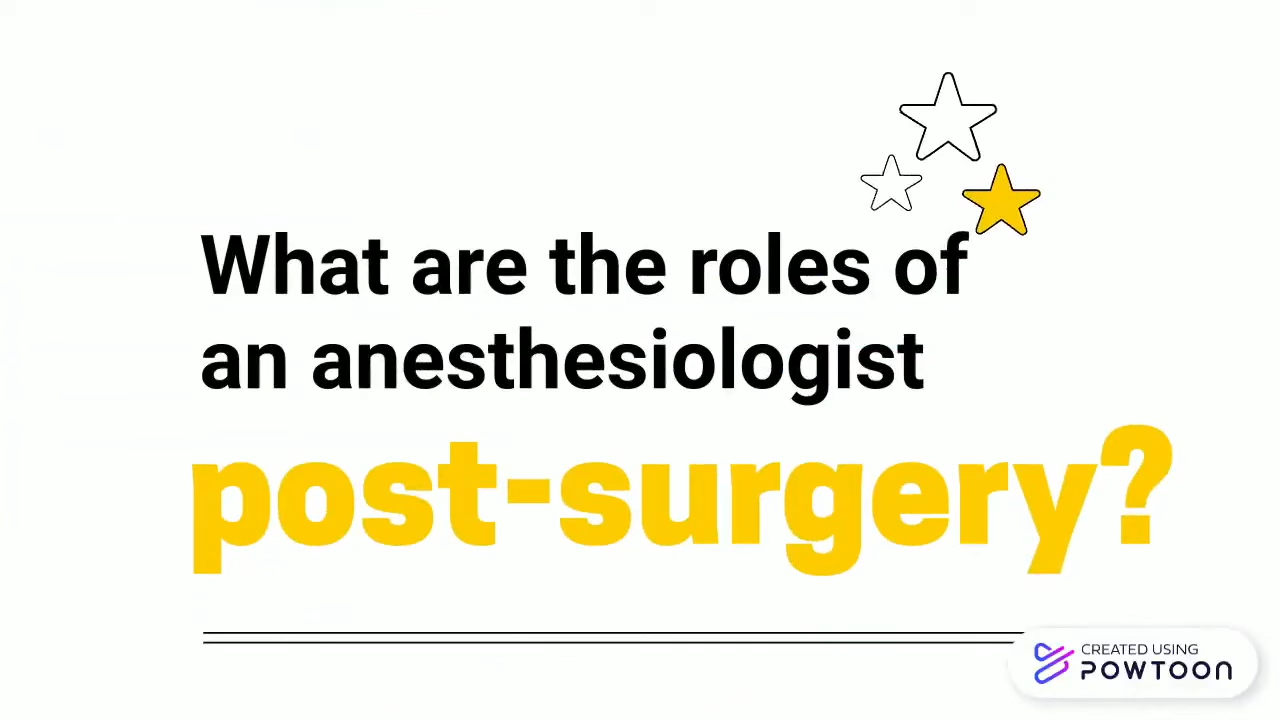 What are the roles of
an anesthesiologist
post-surgery?
CREATED USING
POWTOON